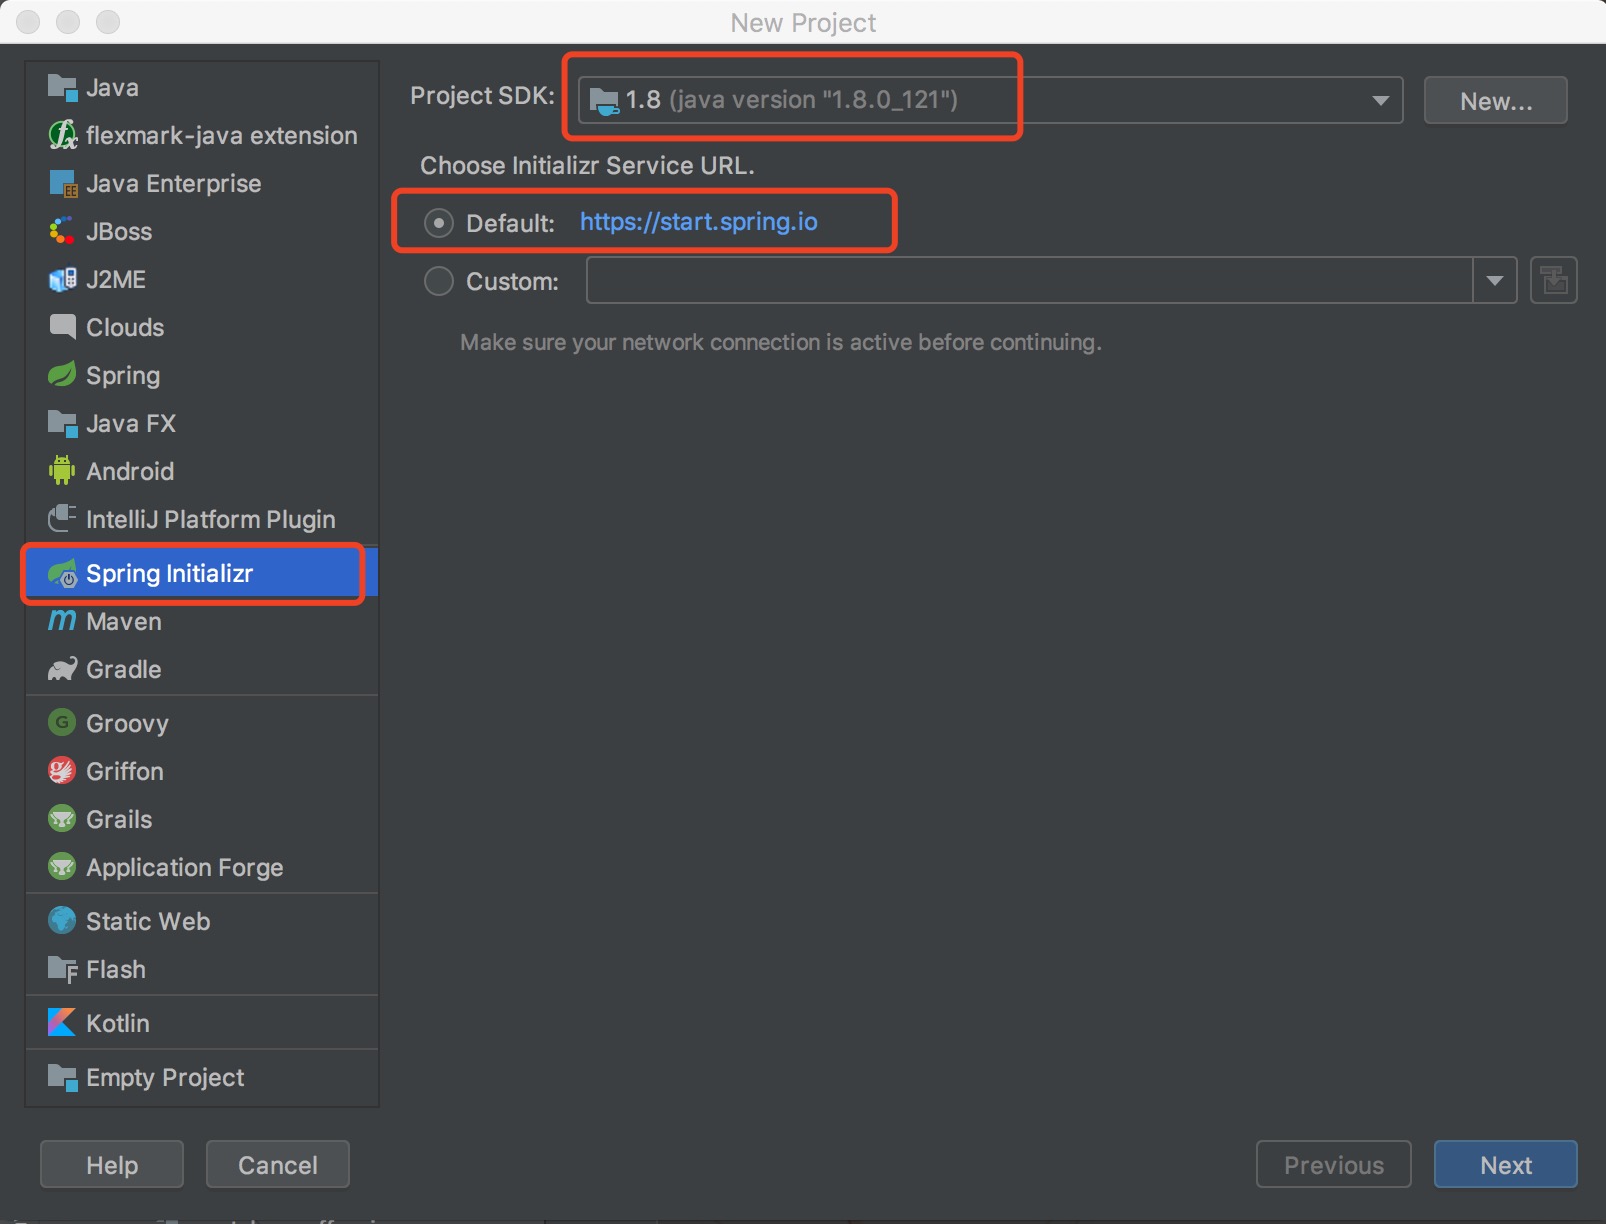 New Project
Java
flexmark-java extension
Java Enterprise
JBoss
J2ME
Clouds
Spring
Java FX
Android
IntelliJ Platform Plugin
Spring Initializr
Maven
Gradle
Groovy
Griffon
Grails
Application Forge
Static Web
Flash
Kotlin
Empty Project
Project SDK: 1.8 (java version "1.8.0_121") New...
Choose Initializr Service URL.
Default: https://start.spring.io
Custom:
Make sure your network connection is active before continuing.
Help Cancel Previous Next